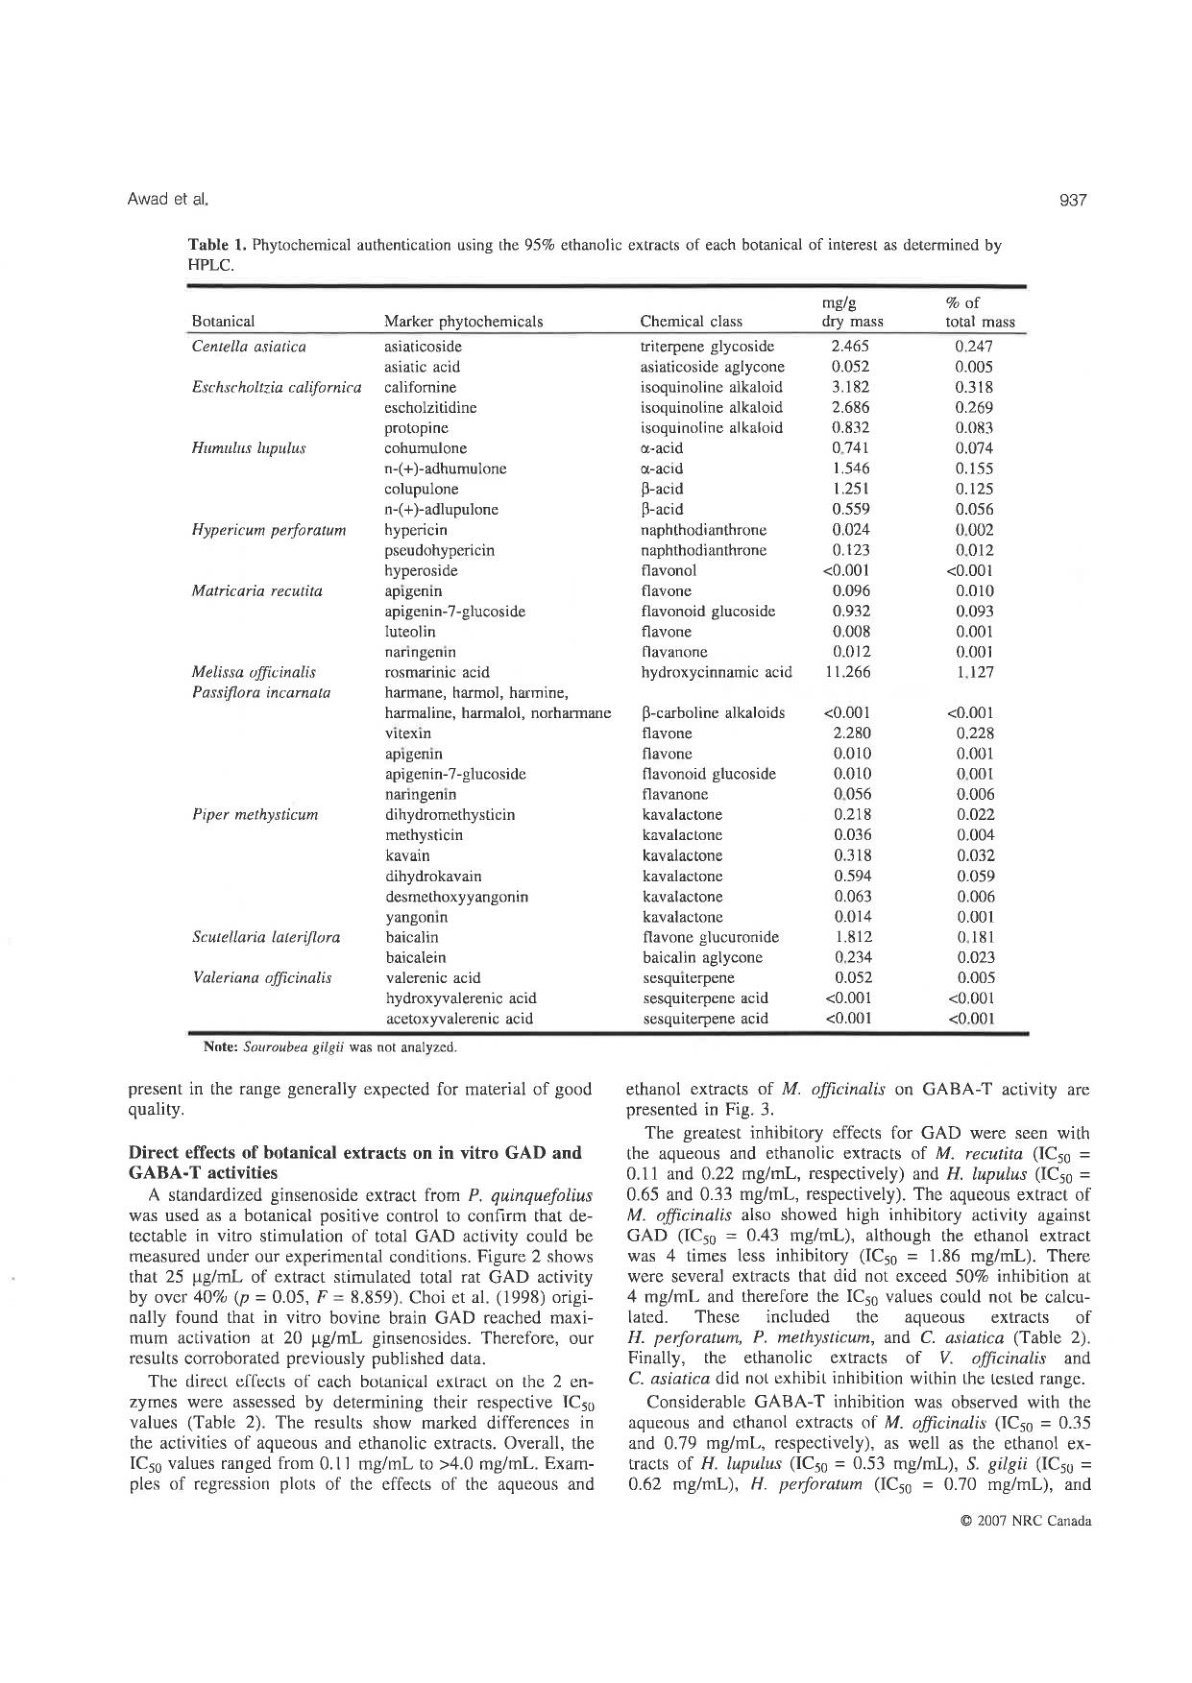 Awad et al.
937
Table 1. Phytochemical authentication using the 95% ethanolic extracts of each botanical of interest as determined by
HPLC.
mg/g % of
Botanical Marker phytochemicals Chemical class dry mass total mass
Centella asiatica asiaticoside triterpene glycoside 2.465 0.247
asiatic acid asiaticoside aglycone 0.052 0.005
Eschscholtzia californica californine isoquinoline alkaloid 3.182 0.318
escholzitidine isoquinoline alkaloid 2.686 0.269
protopine isoquinoline alkaloid 0.832 0.083
Humulus lupulus cohumulone α-acid 0.741 0.074
n-(+)-adhumulone α-acid 1.546 0.155
colupulone β-acid 1.251 0.125
n-(+)-adlupulone β-acid 0.559 0.056
Hypericum perforatum hypericin naphthodianthrone 0.024 0.002
pseudohypericin naphthodianthrone 0.123 0.012
hyperoside flavonol <0.001 <0.001
Matricaria recutita apigenin flavone 0.096 0.010
apigenin-7-glucoside flavonoid glucoside 0.932 0.093
luteolin flavone 0.008 0.001
naringenin flavanone 0.012 0.001
Melissa officinalis rosmarinic acid hydroxycinnamic acid 11.266 1.127
Passiflora incarnata harmane, harmol, harmine,
harmaline, harmalol, norharmane β-carboline alkaloids <0.001 <0.001
vitexin flavone 2.280 0.228
apigenin flavone 0.010 0.001
apigenin-7-glucoside flavonoid glucoside 0.010 0.001
naringenin flavanone 0.056 0.006
Piper methysticum dihydromethysticin kavalactone 0.218 0.022
methysticin kavalactone 0.036 0.004
kavain kavalactone 0.318 0.032
dihydrokavain kavalactone 0.594 0.059
desmethoxyyangonin kavalactone 0.063 0.006
yangonin kavalactone 0.014 0.001
Scutellaria lateriflora baicalin flavone glucuronide 1.812 0.181
baicalein baicalin aglycone 0.234 0.023
Valeriana officinalis valerenic acid sesquiterpene 0.052 0.005
hydroxyvalerenic acid sesquiterpene acid <0.001 <0.001
acetoxyvalerenic acid sesquiterpene acid <0.001 <0.001
Note: Souroubea gilgii was not analyzed.
present in the range generally expected for material of good
quality.
Direct effects of botanical extracts on in vitro GAD and
GABA-T activities
A standardized ginsenoside extract from P. quinquefolius
was used as a botanical positive control to confirm that de-
tectable in vitro stimulation of total GAD activity could be
measured under our experimental conditions. Figure 2 shows
that 25 µg/mL of extract stimulated total rat GAD activity
by over 40% (p = 0.05, F = 8.859). Choi et al. (1998) origi-
nally found that in vitro bovine brain GAD reached maxi-
mum activation at 20 µg/mL ginsenosides. Therefore, our
results corroborated previously published data.
The direct effects of each botanical extract on the 2 en-
zymes were assessed by determining their respective IC50
values (Table 2). The results show marked differences in
the activities of aqueous and ethanolic extracts. Overall, the
IC50 values ranged from 0.11 mg/mL to >4.0 mg/mL. Exam-
ples of regression plots of the effects of the aqueous and
ethanol extracts of M. officinalis on GABA-T activity are
presented in Fig. 3.
The greatest inhibitory effects for GAD were seen with
the aqueous and ethanolic extracts of M. recutita (IC50 =
0.11 and 0.22 mg/mL, respectively) and H. lupulus (IC50 =
0.65 and 0.33 mg/mL, respectively). The aqueous extract of
M. officinalis also showed high inhibitory activity against
GAD (IC50 = 0.43 mg/mL), although the ethanol extract
was 4 times less inhibitory (IC50 = 1.86 mg/mL). There
were several extracts that did not exceed 50% inhibition at
4 mg/mL and therefore the IC50 values could not be calcu-
lated. These included the aqueous extracts of
H. perforatum, P. methysticum, and C. asiatica (Table 2).
Finally, the ethanolic extracts of V. officinalis and
C. asiatica did not exhibit inhibition within the tested range.
Considerable GABA-T inhibition was observed with the
aqueous and ethanol extracts of M. officinalis (IC50 = 0.35
and 0.79 mg/mL, respectively), as well as the ethanol ex-
tracts of H. lupulus (IC50 = 0.53 mg/mL), S. gilgii (IC50 =
0.62 mg/mL), H. perforatum (IC50 = 0.70 mg/mL), and
© 2007 NRC Canada